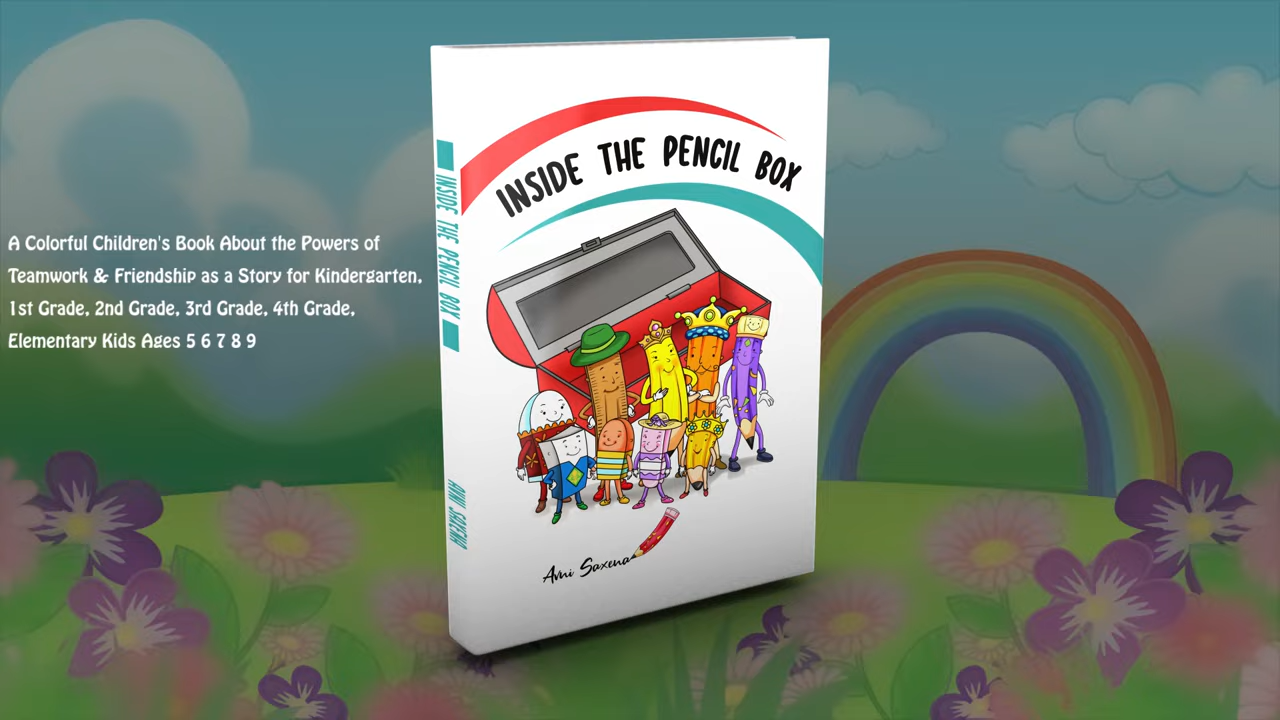 A Colorful Children's Book About the Powers of
Teamwork & Friendship as a Story for Kindergarten,
1st Grade, 2nd Grade, 3rd Grade, 4th Grade,
Elementary Kids Ages 5 6 7 8 9
INSIDE THE PENCIL BOX
Avni Saxena
INSIDE THE PENCIL BOX
AVNI SAXENA